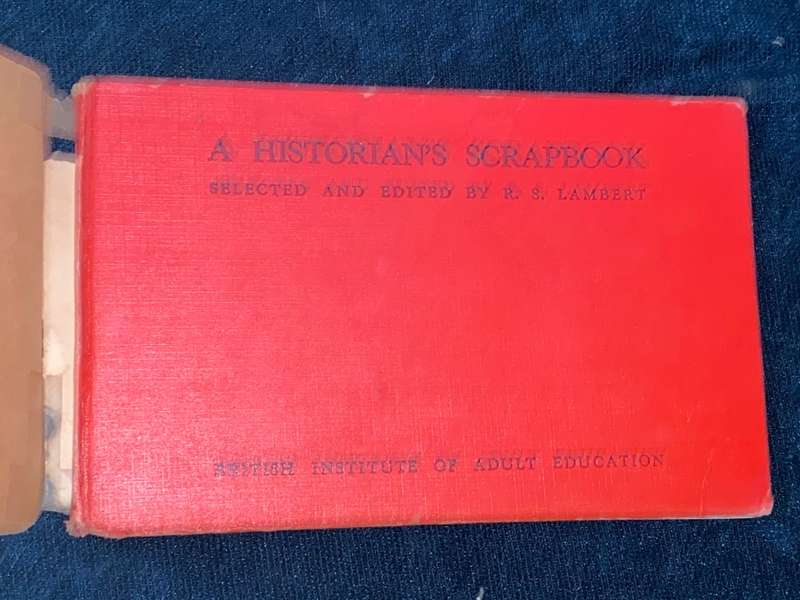 A HISTORIAN'S SCRAPBOOK
SELECTED AND EDITED BY R. S. LAMBERT
BRITISH INSTITUTE OF ADULT EDUCATION